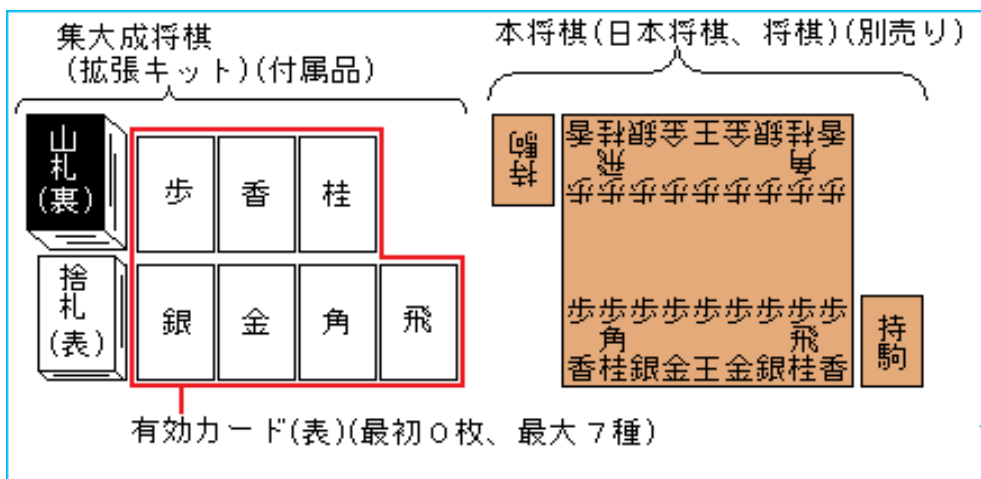 集大成将棋
(拡張キット)(付属品)
本将棋(日本将棋、将棋)(別売り)
山札
(裏)
歩 香 桂
捨札
(表)
銀 金 角 飛
有効カード(表)(最初0枚、最大7種)
持駒
香桂銀金王金銀桂香
飛 角
歩歩歩歩歩歩歩歩歩
歩歩歩歩歩歩歩歩歩
角 飛
香桂銀金王金銀桂香
持駒